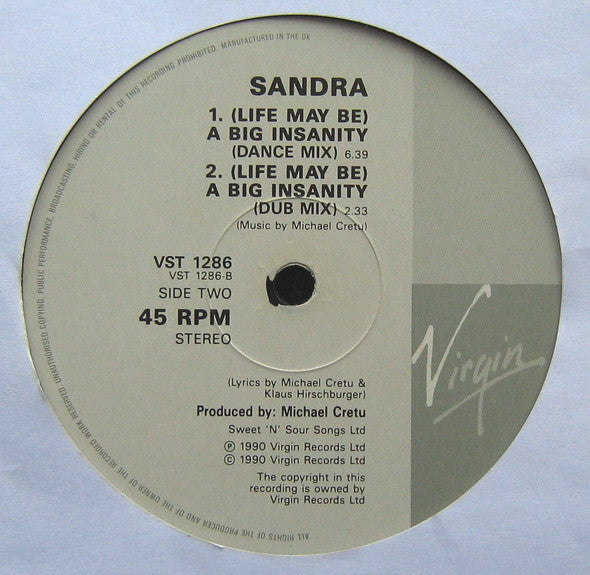 SANDRA
1. (LIFE MAY BE)
A BIG INSANITY
(DANCE MIX) 6.39
2. (LIFE MAY BE)
A BIG INSANITY
(DUB MIX) 2.33
(Music by Michael Cretu)
VST 1286
VST 1286-B
SIDE TWO
45 RPM
STEREO
Virgin
(Lyrics by Michael Cretu &
Klaus Hirschburger)
Produced by: Michael Cretu
Sweet 'N' Sour Songs Ltd
℗ 1990 Virgin Records Ltd
© 1990 Virgin Records Ltd
The copyright in this
recording is owned by
Virgin Records Ltd
ALL RIGHTS OF THE PRODUCER AND OF THE OWNER OF THE RECORDED WORK RESERVED. UNAUTHORISED COPYING, PUBLIC PERFORMANCE, BROADCASTING, HIRING OR RENTAL OF THIS RECORDING PROHIBITED. MANUFACTURED IN THE UK